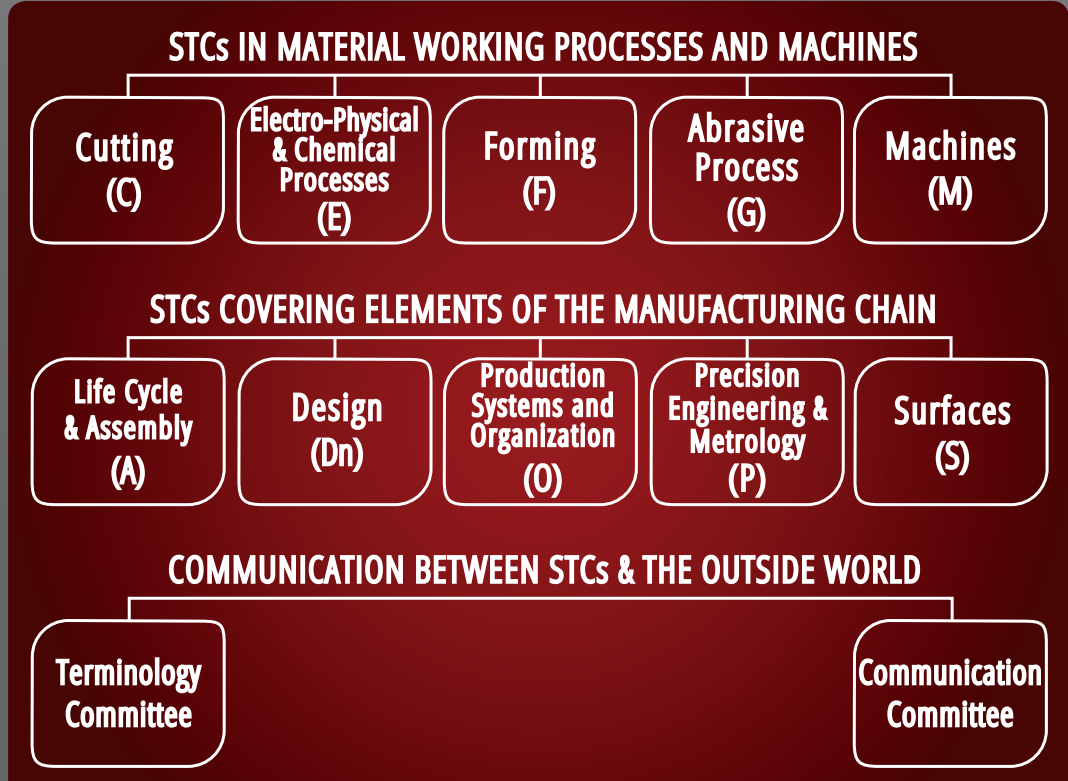 STCs IN MATERIAL WORKING PROCESSES AND MACHINES
Cutting
(C)
Electro-Physical
& Chemical
Processes
(E)
Forming
(F)
Abrasive
Process
(G)
Machines
(M)
STCs COVERING ELEMENTS OF THE MANUFACTURING CHAIN
Life Cycle
& Assembly
(A)
Design
(Dn)
Production
Systems and
Organization
(O)
Precision
Engineering &
Metrology
(P)
Surfaces
(S)
COMMUNICATION BETWEEN STCs & THE OUTSIDE WORLD
Terminology
Committee
Communication
Committee